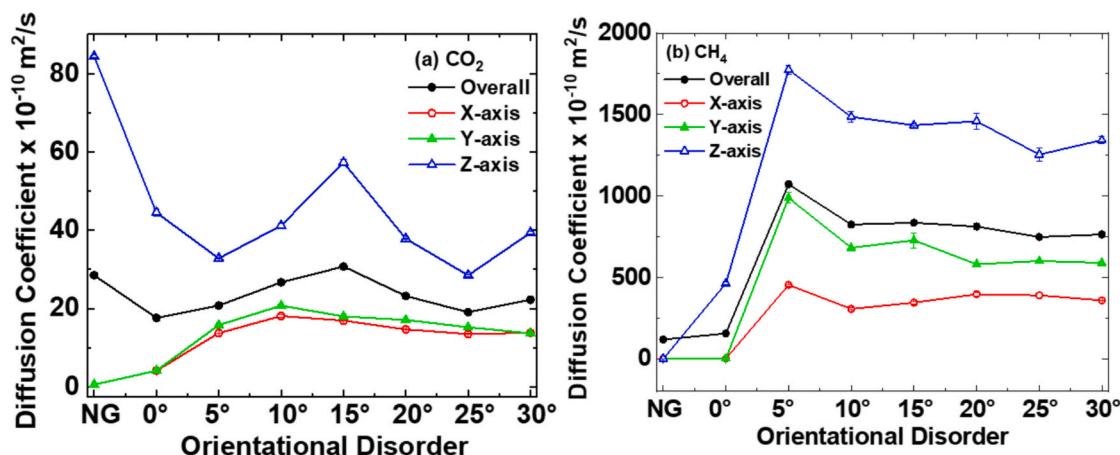 (a) CO2
Overall
X-axis
Y-axis
Z-axis
Diffusion Coefficient x 10⁻¹⁰ m²/s
80
60
40
20
0
NG 0° 5° 10° 15° 20° 25° 30°
Orientational Disorder
(b) CH4
Overall
X-axis
Y-axis
Z-axis
Diffusion Coefficient x 10⁻¹⁰ m²/s
2000
1500
1000
500
0
NG 0° 5° 10° 15° 20° 25° 30°
Orientational Disorder